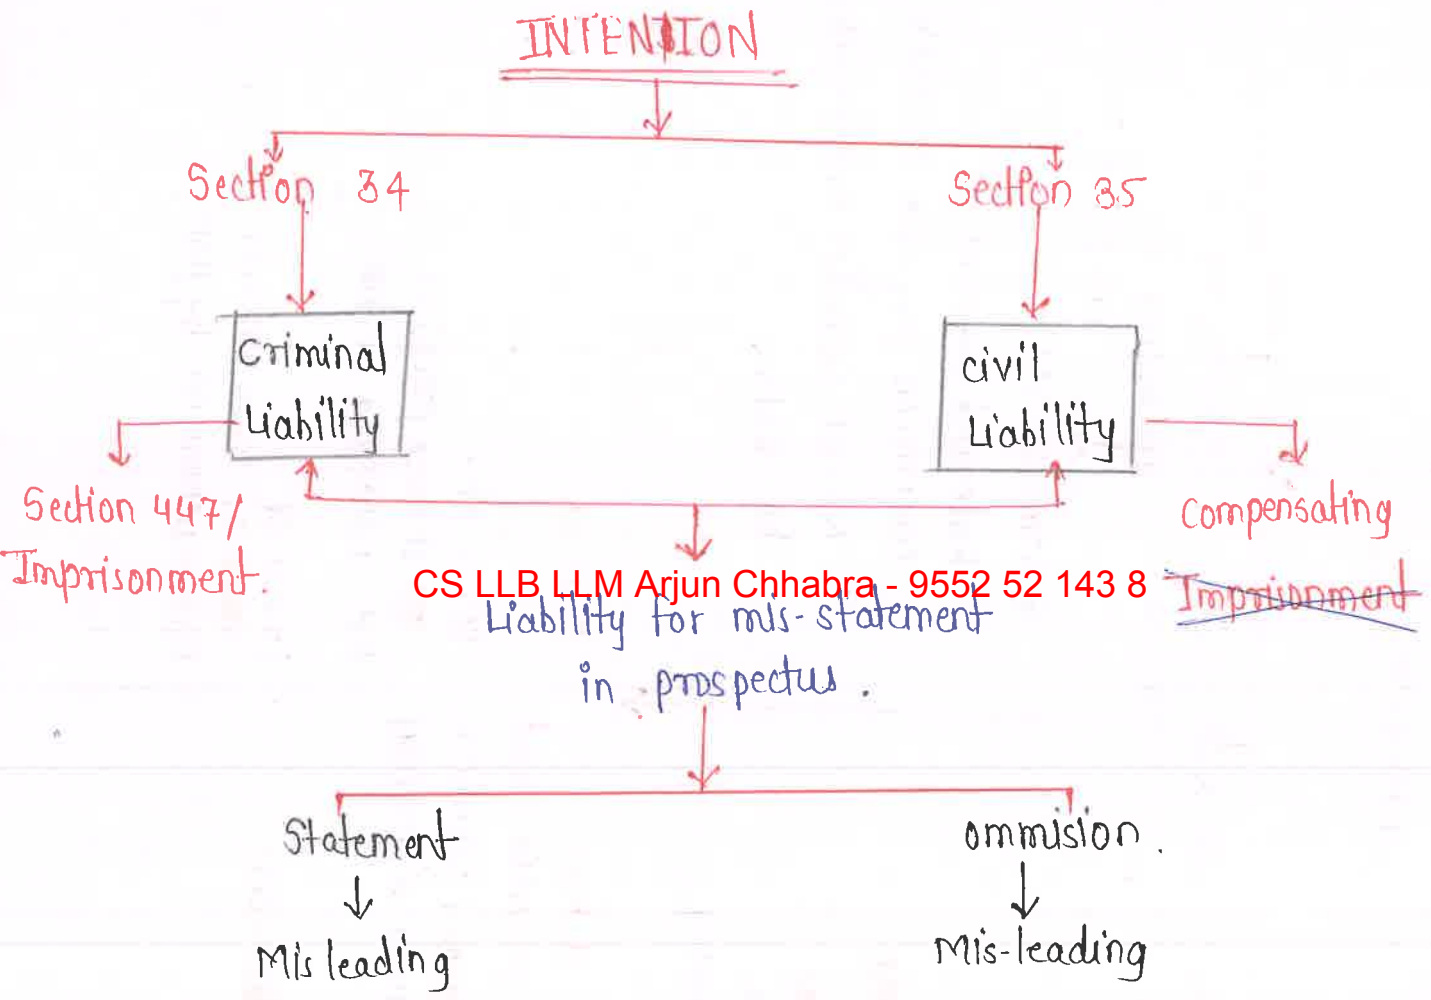 INTENTION
Section 34
Section 35
Criminal
Liability
civil
Liability
Section 447/
Imprisonment.
Compensating
Imprisonment
CS LLB LLM Arjun Chhabra - 9552 52 143 8
Liability for mis-statement
in prospectus.
Statement
ommision.
Mis leading
Mis-leading